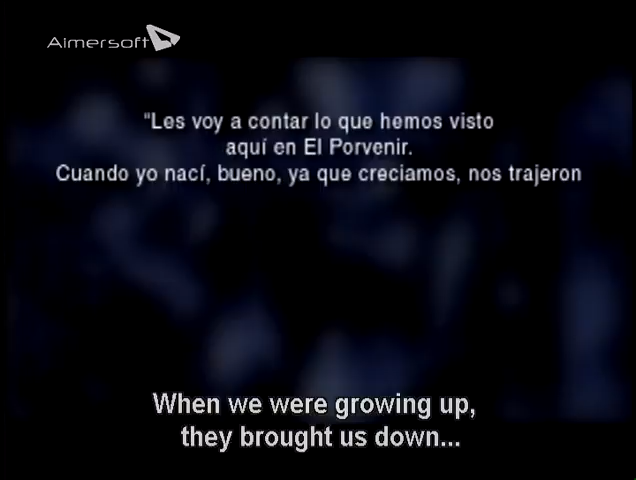 Aimersoft
"Les voy a contar lo que hemos visto
aquí en El Porvenir.
Cuando yo nací, bueno, ya que creciamos, nos trajeron
When we were growing up,
they brought us down...